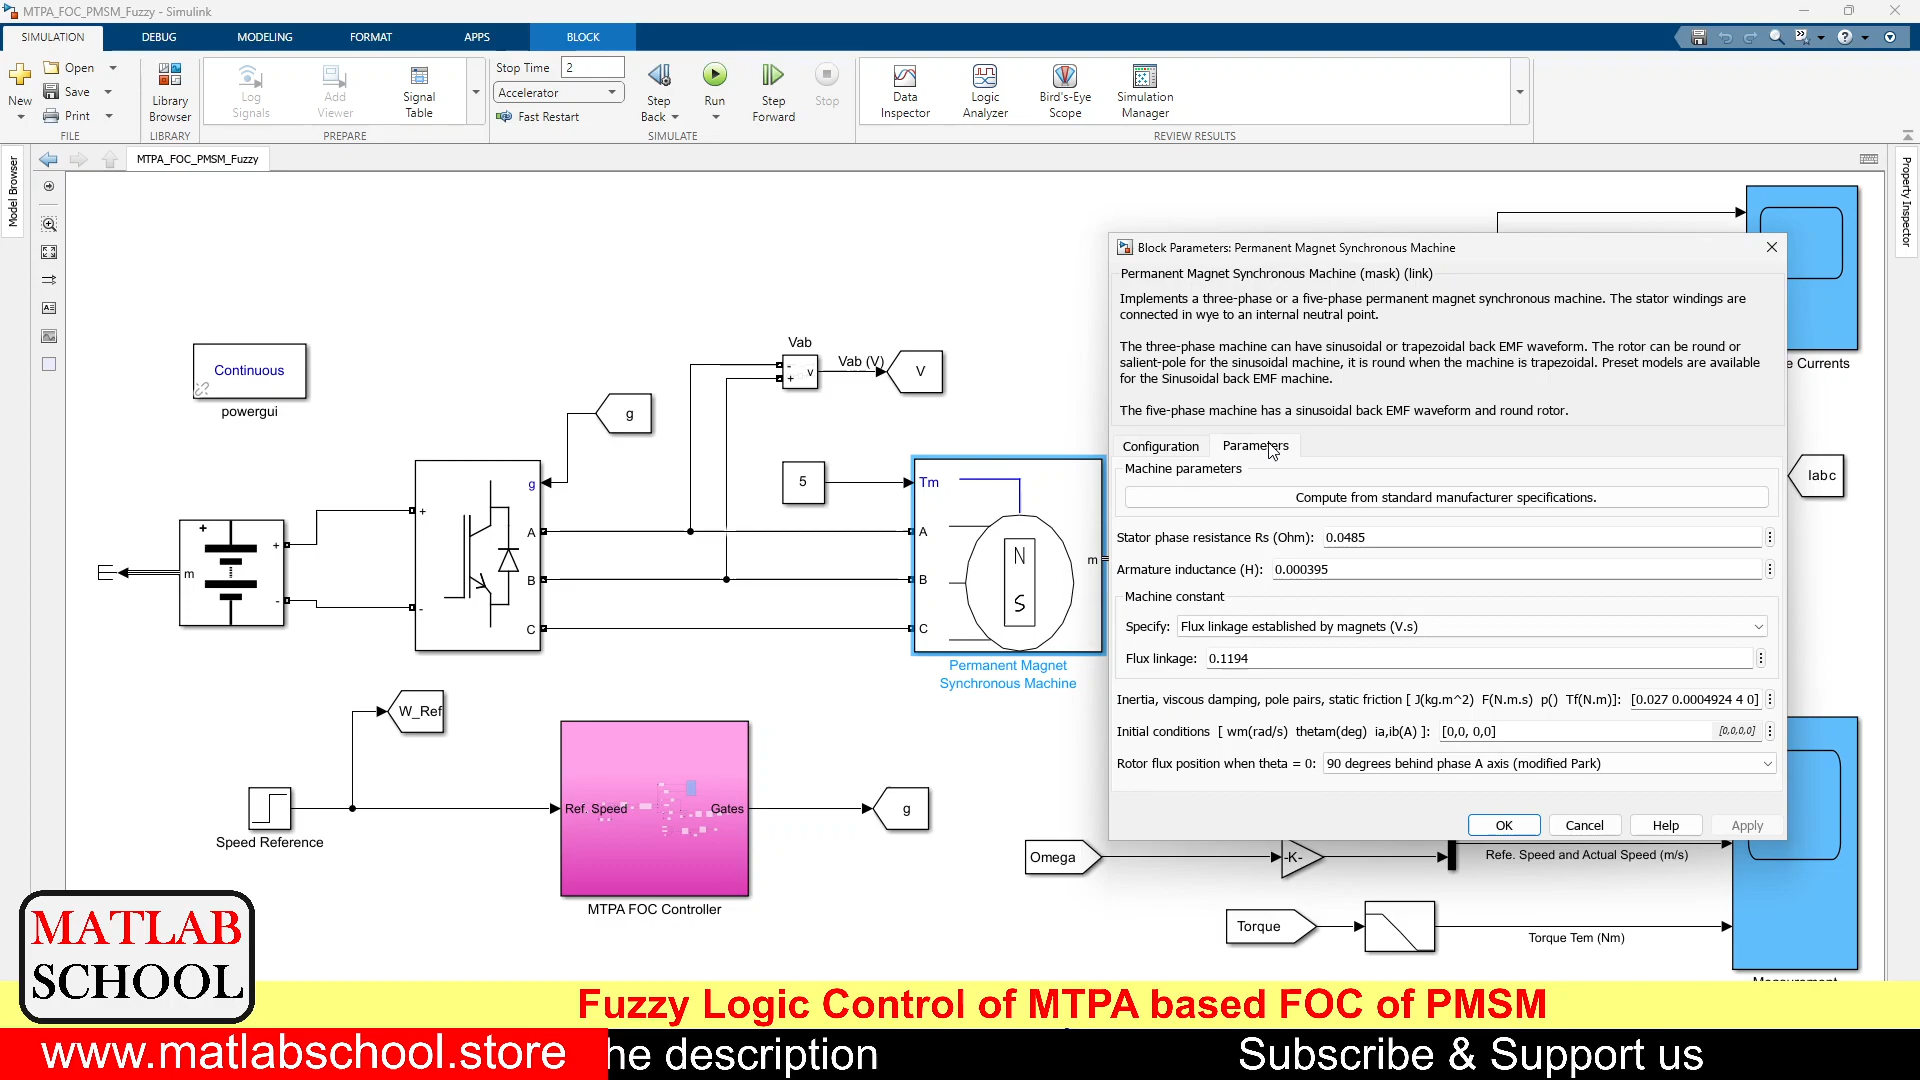 MTPA_FOC_PMSM_Fuzzy - Simulink
SIMULATION DEBUG MODELING FORMAT APPS BLOCK
New
Open
Save
Print
FILE
Library
Browser
LIBRARY
Log
Signals
Add
Viewer
Signal
Table
PREPARE
Stop Time 2
Accelerator
Fast Restart
Step
Back
Run
Step
Forward
Stop
SIMULATE
Data
Inspector
Logic
Analyzer
Bird's-Eye
Scope
Simulation
Manager
REVIEW RESULTS
Model Browser
MTPA_FOC_PMSM_Fuzzy
Property Inspector
Continuous
powergui
g
Vab
- v
+
Vab (V)
V
5
+
m
+
-
+
-
g
A
B
C
Tm
A
B
C
m
N
S
Permanent Magnet
Synchronous Machine
W_Ref
Speed Reference
Ref. Speed
Gates
MTPA FOC Controller
g
Omega
-K-
Refe. Speed and Actual Speed (m/s)
Torque
Torque Tem (Nm)
e Currents
Iabc
Block Parameters: Permanent Magnet Synchronous Machine
Permanent Magnet Synchronous Machine (mask) (link)
Implements a three-phase or a five-phase permanent magnet synchronous machine. The stator windings are
connected in wye to an internal neutral point.
The three-phase machine can have sinusoidal or trapezoidal back EMF waveform. The rotor can be round or
salient-pole for the sinusoidal machine, it is round when the machine is trapezoidal. Preset models are available
for the Sinusoidal back EMF machine.
The five-phase machine has a sinusoidal back EMF waveform and round rotor.
Configuration Parameters
Machine parameters
Compute from standard manufacturer specifications.
Stator phase resistance Rs (Ohm): 0.0485
Armature inductance (H): 0.000395
Machine constant
Specify: Flux linkage established by magnets (V.s)
Flux linkage: 0.1194
Inertia, viscous damping, pole pairs, static friction [ J(kg.m^2) F(N.m.s) p() Tf(N.m)]: [0.027 0.0004924 4 0]
Initial conditions [ wm(rad/s) thetam(deg) ia,ib(A) ]: [0,0, 0,0] [0,0,0,0]
Rotor flux position when theta = 0: 90 degrees behind phase A axis (modified Park)
OK Cancel Help Apply
MATLAB
SCHOOL
Fuzzy Logic Control of MTPA based FOC of PMSM
www.matlabschool.store he description Subscribe & Support us